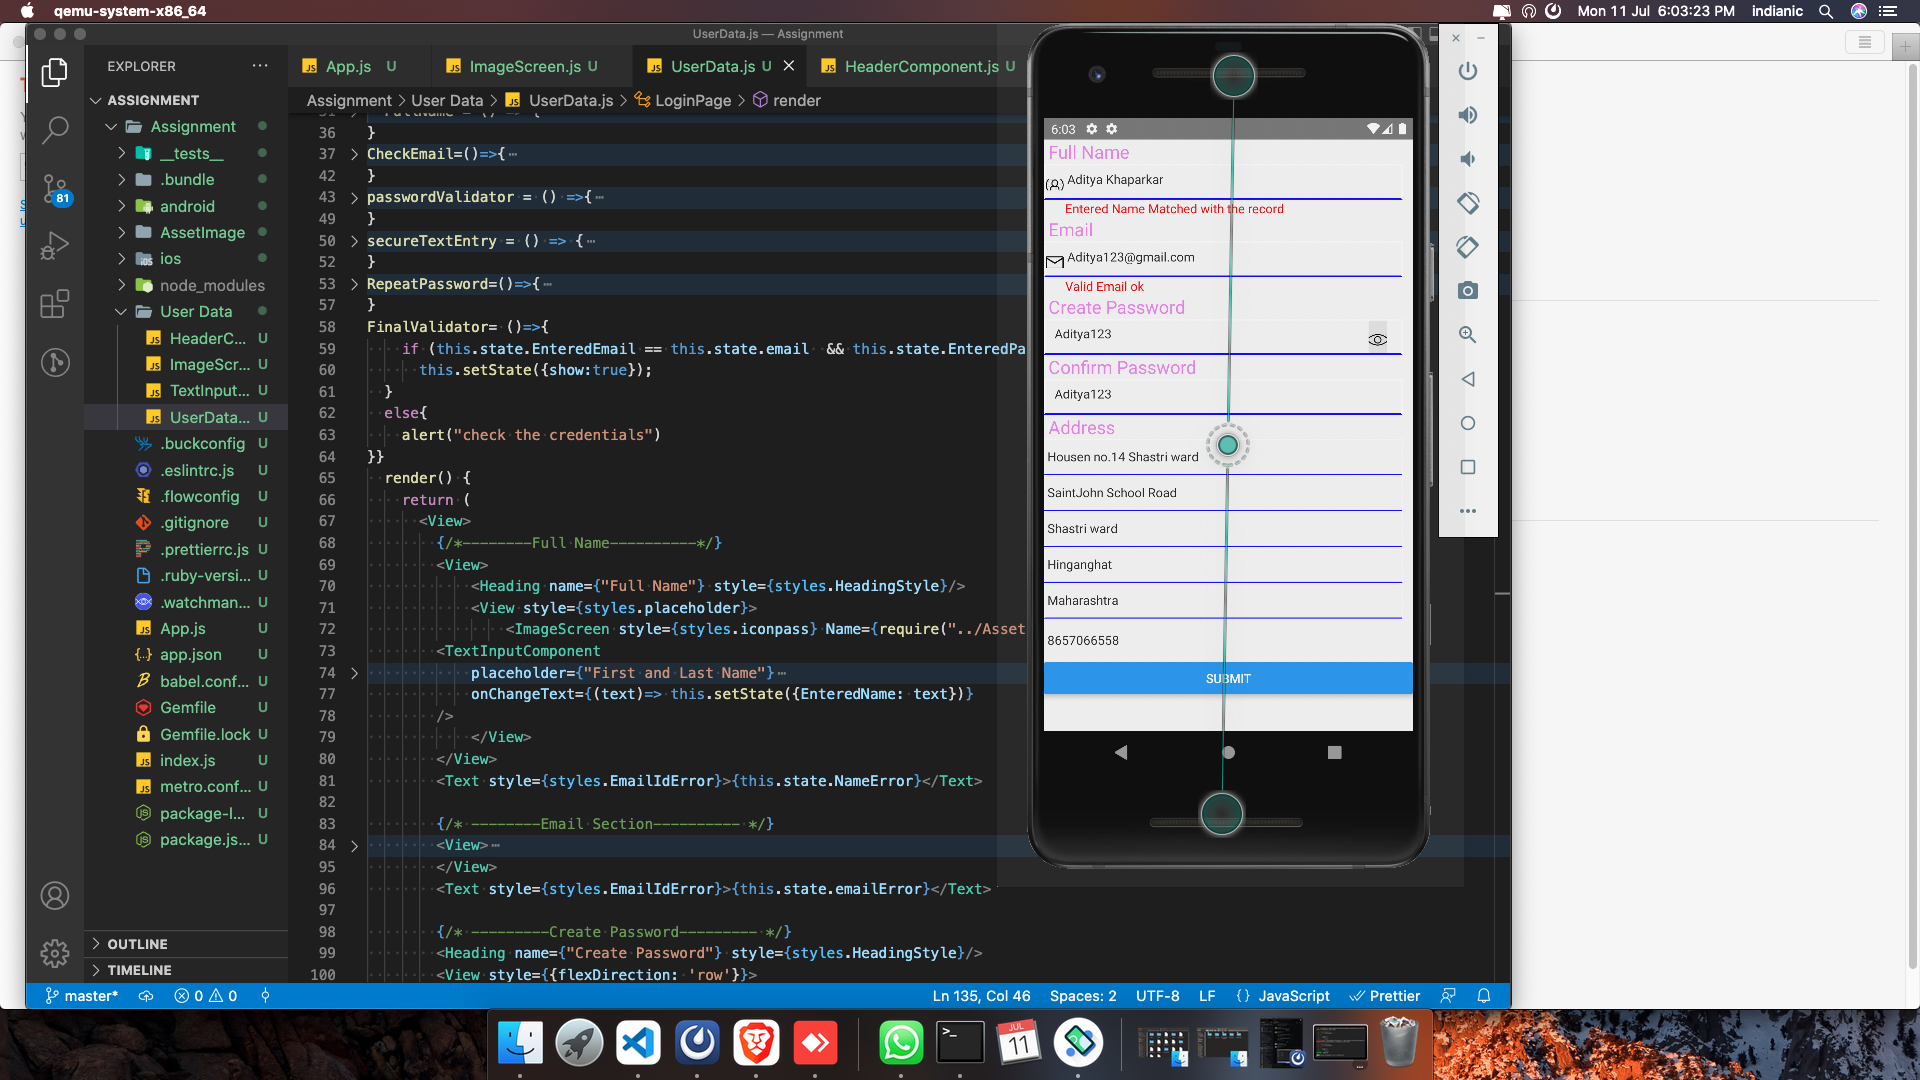 qemu-system-x86_64
Mon 11 Jul 6:03:23 PM
indianic
UserData.js — Assignment
EXPLORER
App.js U
ImageScreen.js U
UserData.js U
HeaderComponent.js U
Assignment > User Data > UserData.js > LoginPage > render
ASSIGNMENT
Assignment
__tests__
.bundle
android
AssetImage
ios
node_modules
User Data
HeaderC... U
ImageScr... U
TextInput... U
UserData... U
.buckconfig U
.eslintrc.js U
.flowconfig U
.gitignore U
.prettierrc.js U
.ruby-versi... U
.watchman... U
App.js U
app.json U
babel.conf... U
Gemfile U
Gemfile.lock U
index.js U
metro.conf... U
package-l... U
package.js... U
OUTLINE
TIMELINE
81
36 }
37 CheckEmail=()=>{…
42 }
43 passwordValidator = () =>{…
49 }
50 secureTextEntry = () => {…
52 }
53 RepeatPassword=()=>{…
57 }
58 FinalValidator= ()=>{
59 if (this.state.EnteredEmail == this.state.email && this.state.EnteredPa
60 this.setState({show:true});
61 }
62 else{
63 alert("check the credentials")
64 }}
65 render() {
66 return (
67 <View>
68 {/*--------Full Name----------*/}
69 <View>
70 <Heading name={"Full Name"} style={styles.HeadingStyle}/>
71 <View style={styles.placeholder}>
72 <ImageScreen style={styles.iconpass} Name={require("../Asset
73 <TextInputComponent
74 placeholder={"First and Last Name"}…
77 onChangeText={(text)=> this.setState({EnteredName: text})}
78 />
79 </View>
80 </View>
81 <Text style={styles.EmailIdError}>{this.state.NameError}</Text>
82
83 {/* --------Email Section---------- */}
84 <View>…
95 </View>
96 <Text style={styles.EmailIdError}>{this.state.emailError}</Text>
97
98 {/* ---------Create Password--------- */}
99 <Heading name={"Create Password"} style={styles.HeadingStyle}/>
100 <View style={{flexDirection: 'row'}}>
6:03
Full Name
Aditya Khaparkar
Entered Name Matched with the record
Email
Aditya123@gmail.com
Valid Email ok
Create Password
Aditya123
Confirm Password
Aditya123
Address
Housen no.14 Shastri ward
SaintJohn School Road
Shastri ward
Hinganghat
Maharashtra
8657066558
SUBMIT
master* 0 0
Ln 135, Col 46 Spaces: 2 UTF-8 LF {} JavaScript Prettier
JUL
11